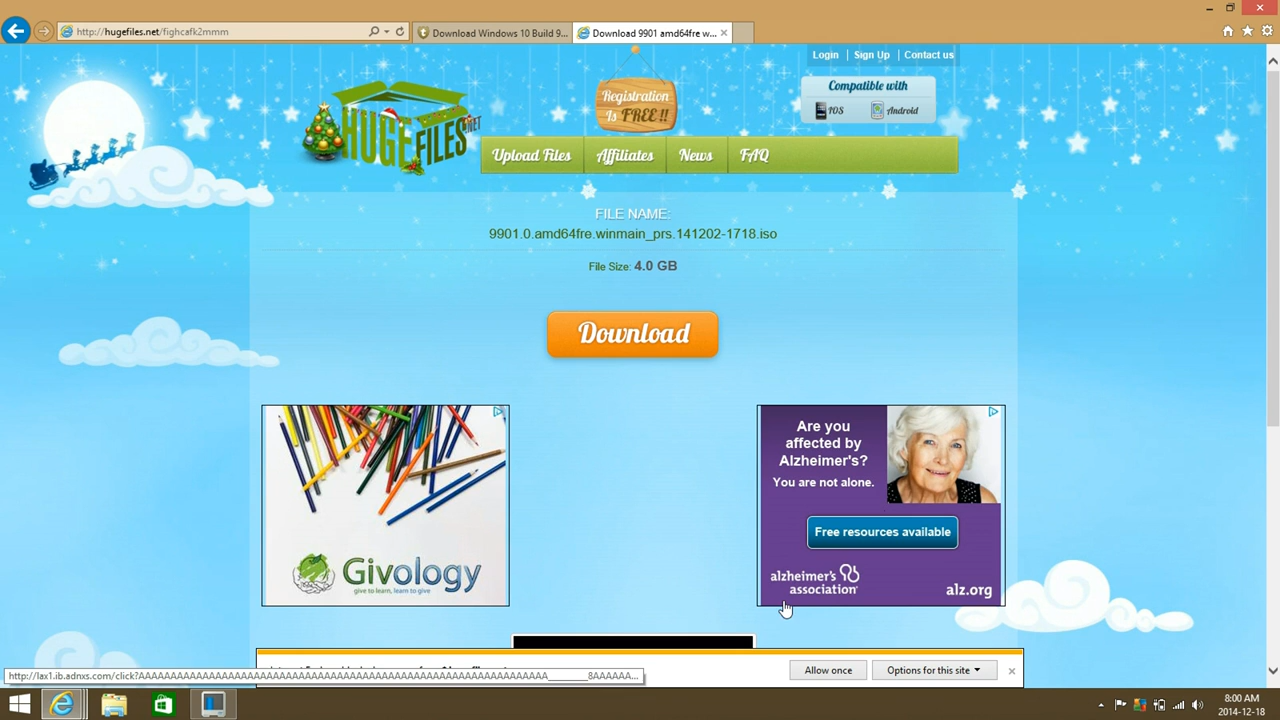 http://hugefiles.net/fighcafk2mmm
Download Windows 10 Build 9...
Download 9901 amd64fre w...
Login
Sign Up
Contact us
Registration
Is FREE !!
Compatible with
IOS
Android
HUGEFILES.NET
Upload Files
Affiliates
News
FAQ
FILE NAME:
9901.0.amd64fre.winmain_prs.141202-1718.iso
File Size: 4.0 GB
Download
Givology
give to learn, learn to give
Are you
affected by
Alzheimer's?
You are not alone.
Free resources available
alzheimer's
association
alz.org
Allow once
Options for this site
8:00 AM
2014-12-18